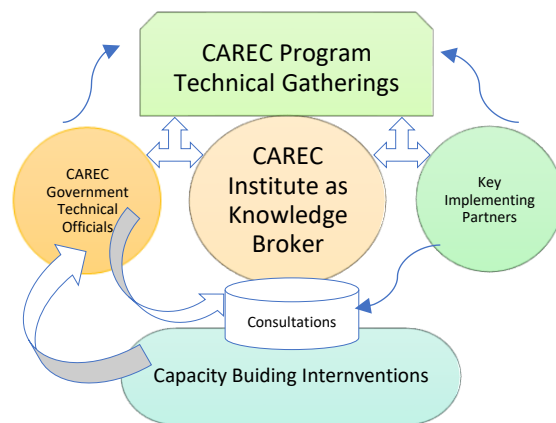 CAREC Program
Technical Gatherings
CAREC
Government
Technical
Officials
CAREC
Institute as
Knowledge
Broker
Key
Implementing
Partners
Consultations
Capacity Buiding Internventions